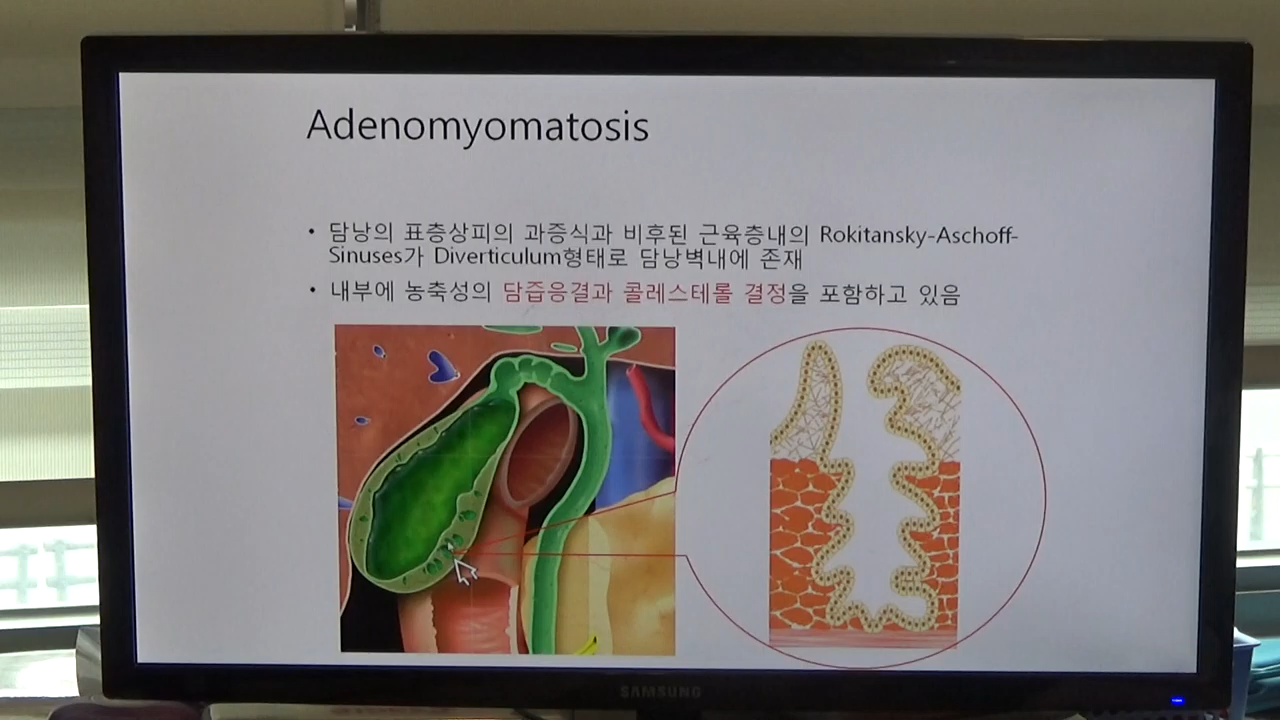 Adenomyomatosis
• 담낭의 표층상피의 과증식과 비후된 근육층내의 Rokitansky-Aschoff-
Sinuses가 Diverticulum형태로 담낭벽내에 존재
• 내부에 농축성의 담즙응결과 콜레스테롤 결정을 포함하고 있음
SAMSUNG